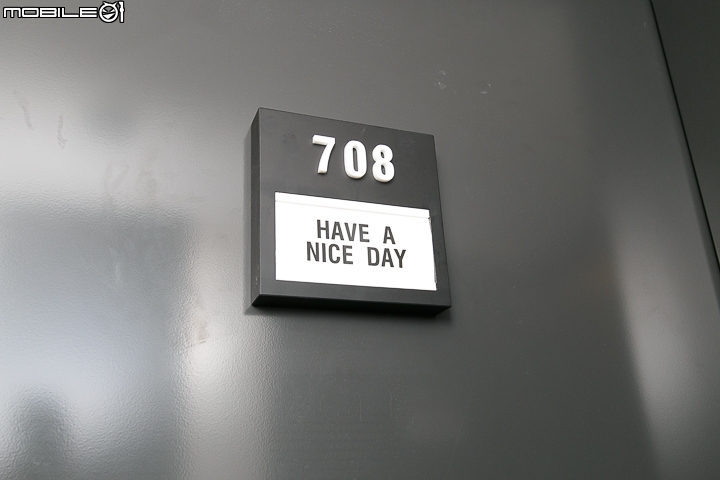 MOBILE01
708
HAVE A
NICE DAY